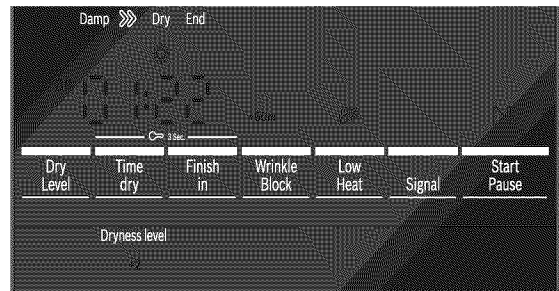 Damp Dry End
3 Sec.
Dry Level
Time dry
Finish in
Wrinkle Block
Low Heat
Signal
Start Pause
Dryness level